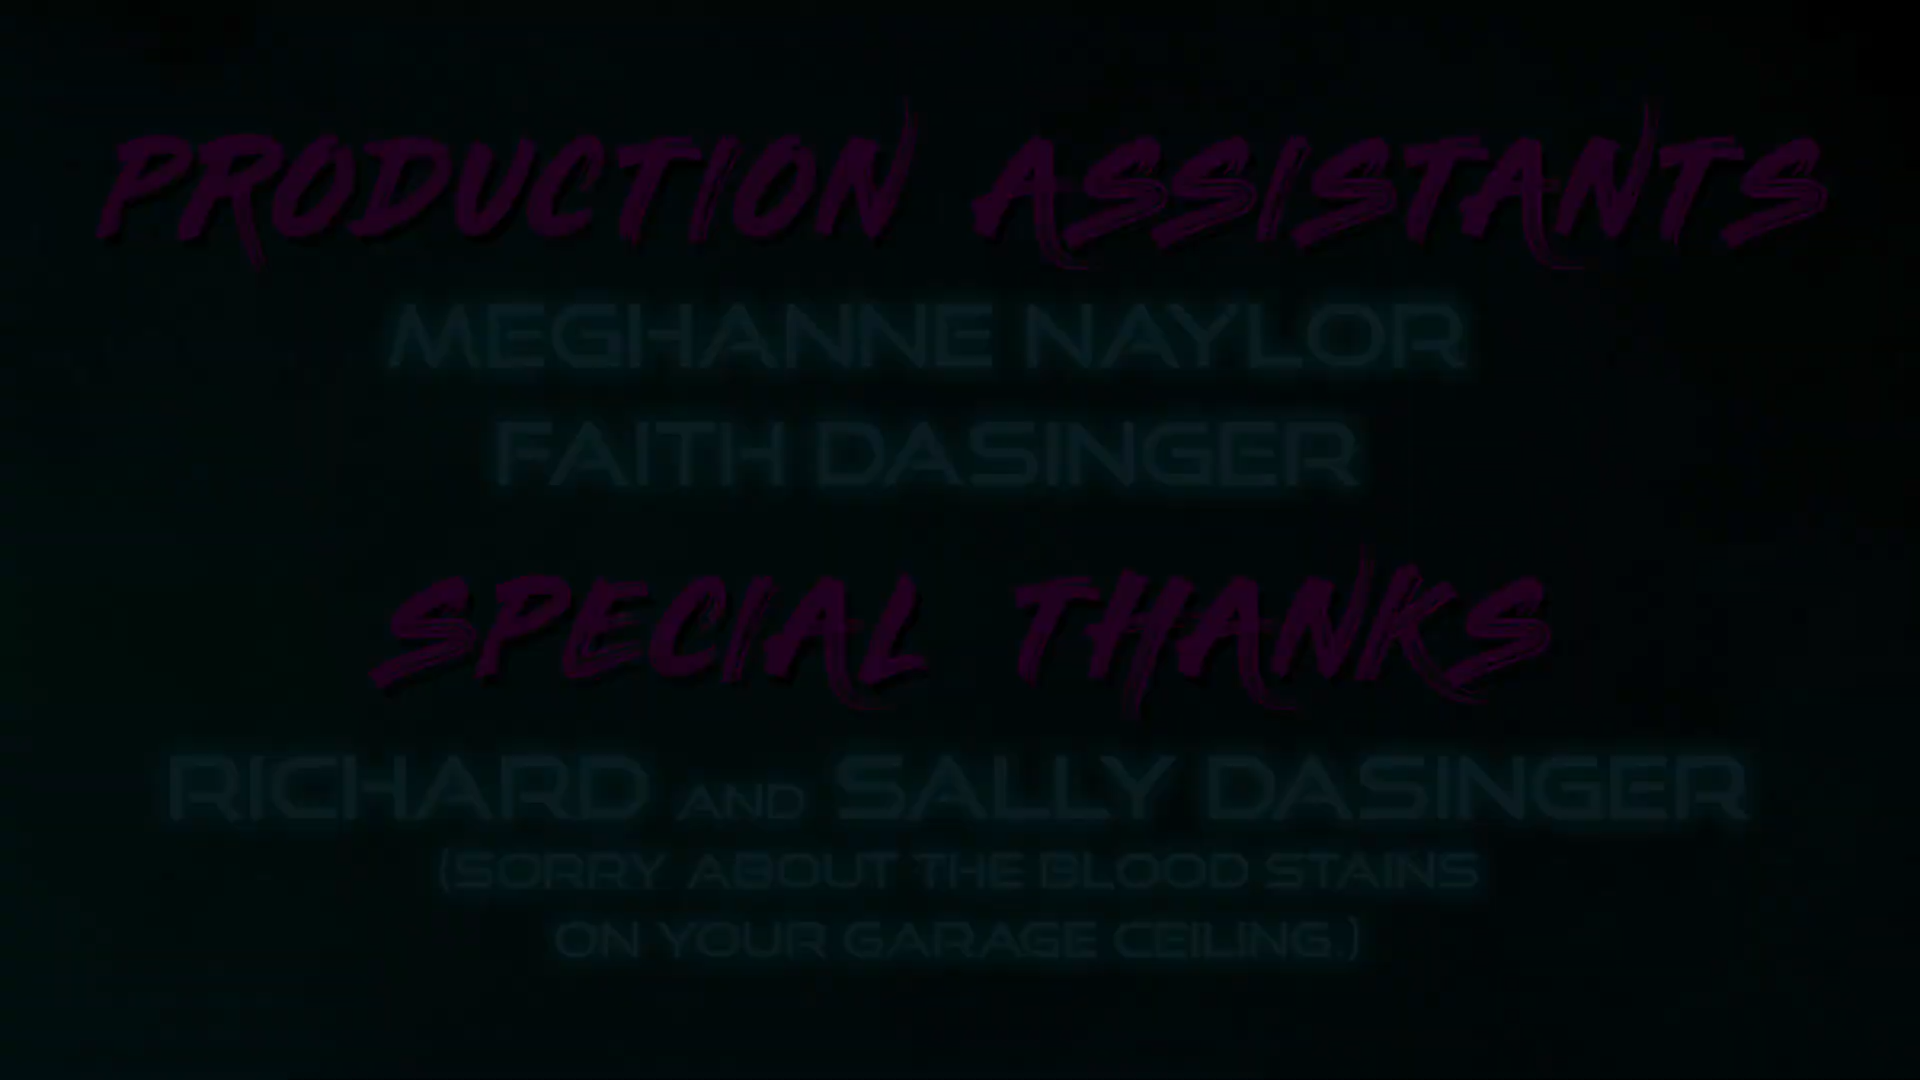 PRODUCTION ASSISTANTS
MEGHANNE NAYLOR
FAITH DASINGER
SPECIAL THANKS
RICHARD AND SALLY DASINGER
(SORRY ABOUT THE BLOOD STAINS
ON YOUR GARAGE CEILING.)